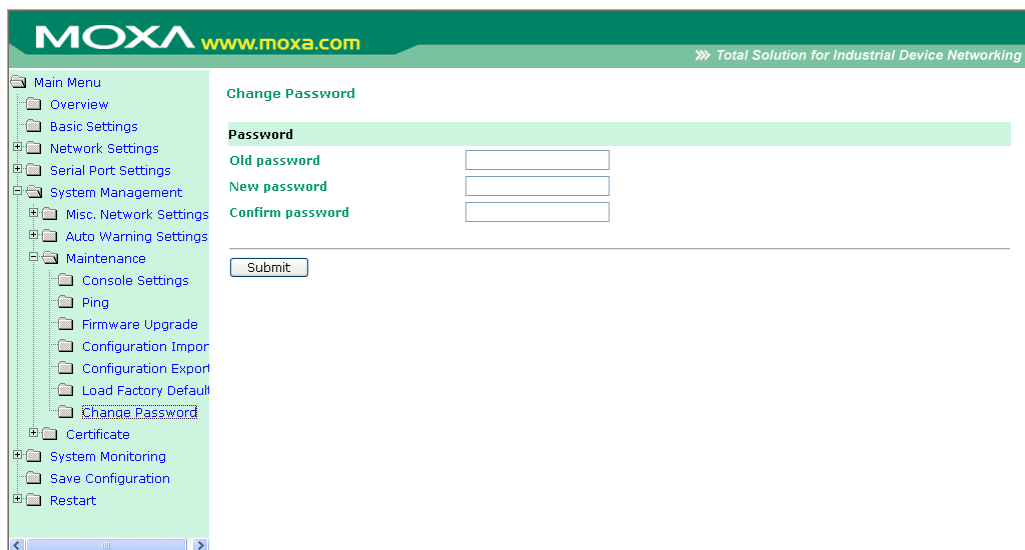 MOXA www.moxa.com
Total Solution for Industrial Device Networking
Main Menu
Overview
Basic Settings
Network Settings
Serial Port Settings
System Management
Misc. Network Settings
Auto Warning Settings
Maintenance
Console Settings
Ping
Firmware Upgrade
Configuration Impor
Configuration Export
Load Factory Default
Change Password
Certificate
System Monitoring
Save Configuration
Restart
Change Password
Password
Old password
New password
Confirm password
Submit